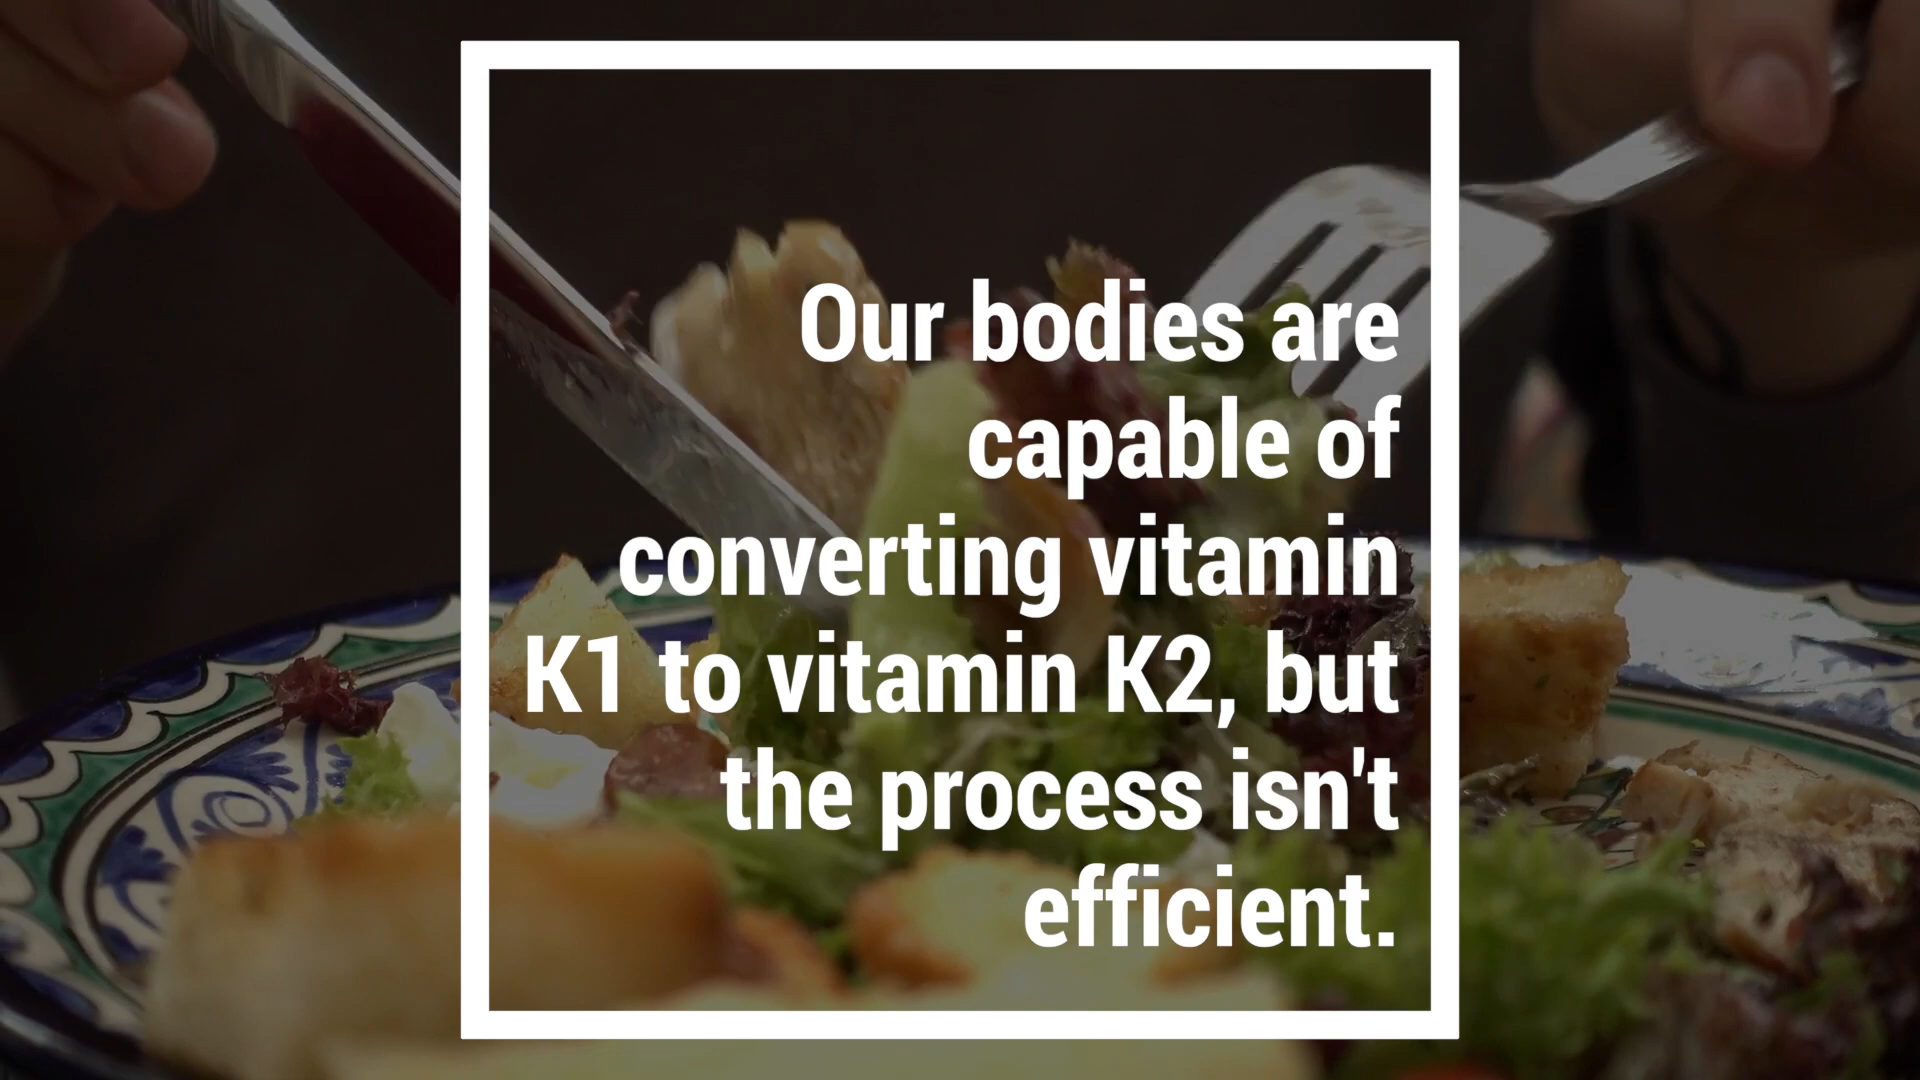 Our bodies are
capable of
converting vitamin
K1 to vitamin K2, but
the process isn't
efficient.